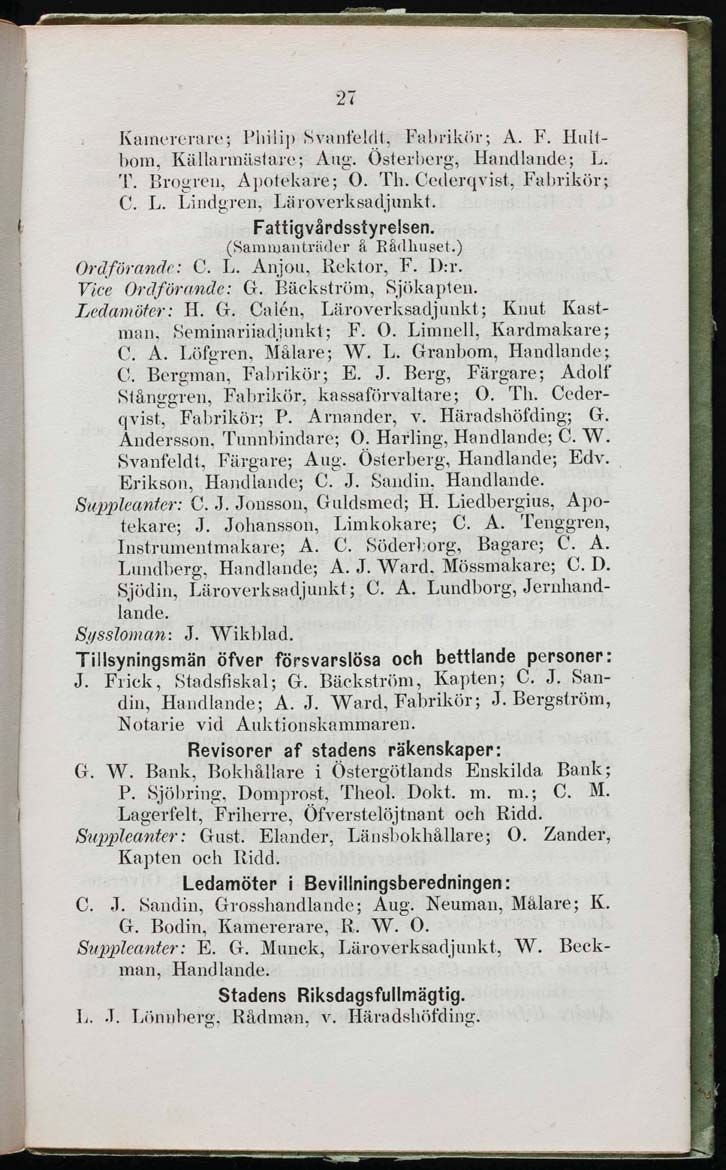 27
Kamererare; Philip Svanfeldt, Fabrikör; A. F. Hult-
bom, Källarmästare; Aug. Österberg, Handlande; L.
T. Brogren, Apotekare; O. Th. Cederqvist, Fabrikör;
C. L. Lindgren, Läroverksadjunkt.
Fattigvårdsstyrelsen.
(Sammanträder å Rådhuset.)
Ordförande: C. L. Anjou, Rektor, F. D:r.
Vice Ordförande: G. Bäckström, Sjökapten.
Ledamöter: H. G. Calén, Läroverksadjunkt; Knut Kast-
man, Seminariiadjunkt; F. O. Limnell, Kardmakare;
C. A. Löfgren, Målare; W. L. Granbom, Handlande;
C. Bergman, Fabrikör; E. J. Berg, Färgare; Adolf
Stånggren, Fabrikör, kassaförvaltare; O. Th. Ceder-
qvist, Fabrikör; P. Arnander, v. Häradshöfding; G.
Andersson, Tunnbindare; O. Harling, Handlande; C. W.
Svanfeldt, Färgare; Aug. Österberg, Handlande; Edv.
Erikson, Handlande; C. J. Sandin, Handlande.
Suppleanter: C. J. Jonsson, Guldsmed; H. Liedbergius, Apo-
tekare; J. Johansson, Limkokare; C. A. Tenggren,
Instrumentmakare; A. C. Söderborg, Bagare; C. A.
Lundberg, Handlande; A. J. Ward, Mössmakare; C. D.
Sjödin, Läroverksadjunkt; C. A. Lundborg, Jernhand-
lande.
Syssloman: J. Wikblad.
Tillsyningsmän öfver försvarslösa och bettlande personer:
J. Frick, Stadsfiskal; G. Bäckström, Kapten; C. J. San-
din, Handlande; A. J. Ward, Fabrikör; J. Bergström,
Notarie vid Auktionskammaren.
Revisorer af stadens räkenskaper:
G. W. Bank, Bokhållare i Östergötlands Enskilda Bank;
P. Sjöbring, Domprost, Theol. Dokt. m. m.; C. M.
Lagerfelt, Friherre, Öfverstelöjtnant och Ridd.
Suppleanter: Gust. Elander, Länsbokhållare; O. Zander,
Kapten och Ridd.
Ledamöter i Bevillningsberedningen:
C. J. Sandin, Grosshandlande; Aug. Neuman, Målare; K.
G. Bodin, Kamererare, R. W. O.
Suppleanter: E. G. Munck, Läroverksadjunkt, W. Beck-
man, Handlande.
Stadens Riksdagsfullmägtig.
L. J. Lönnberg, Rådman, v. Häradshöfding.